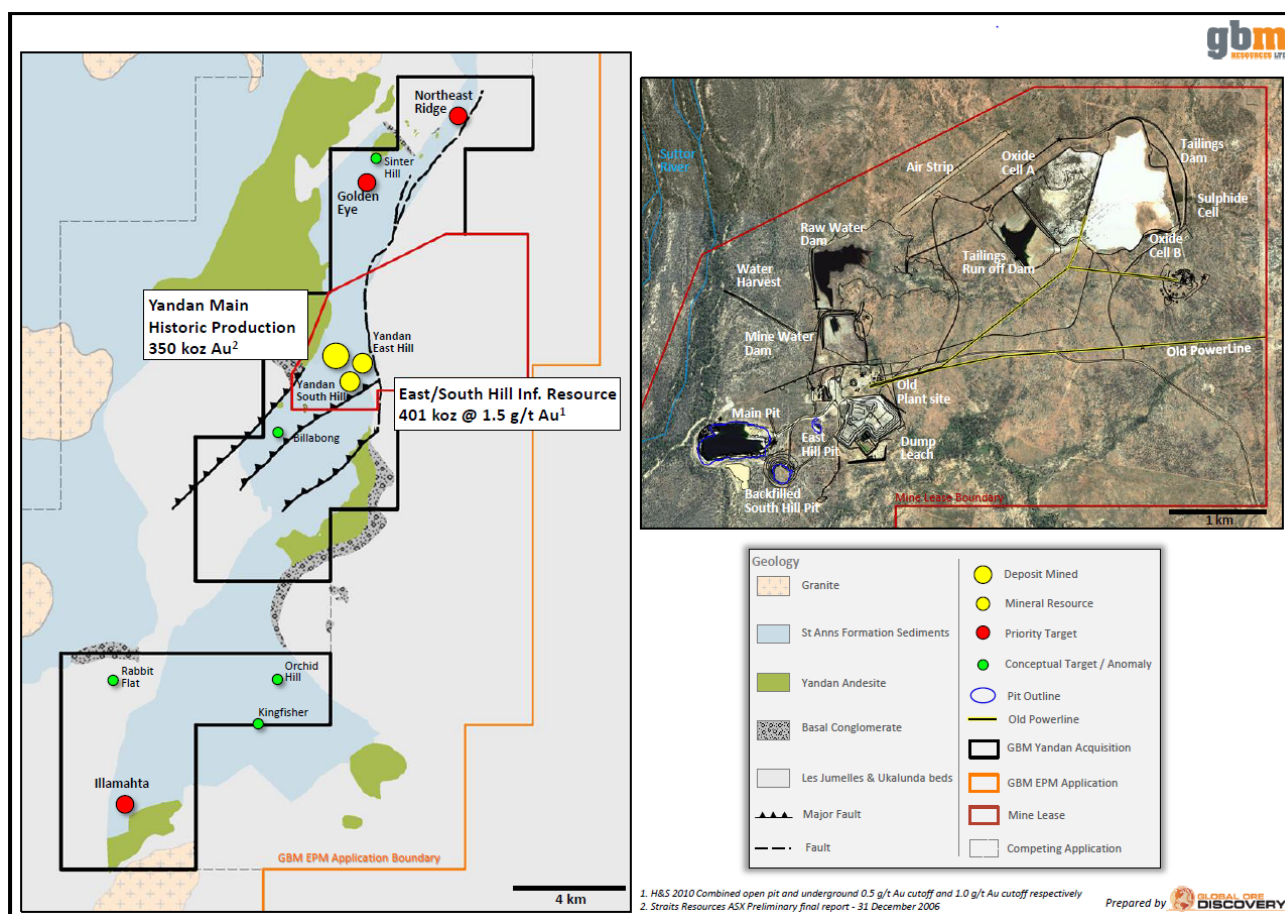 gbm
RESOURCES LTD
Northeast
Ridge
Sinter
Hill
Golden
Eye
Yandan Main
Historic Production
350 koz Au2
Yandan
East Hill
Yandan
South Hill
East/South Hill Inf. Resource
401 koz @ 1.5 g/t Au1
Billabong
Rabbit
Flat
Orchid
Hill
Kingfisher
Illamahta
GBM EPM Application Boundary
4 km
Suttor
River
Air Strip
Oxide
Cell A
Tailings
Dam
Sulphide
Cell
Raw Water
Dam
Oxide
Cell B
Tailings
Run off Dam
Water
Harvest
Mine Water
Dam
Old PowerLine
Old
Plant site
Main Pit
East
Hill Pit
Dump
Leach
Backfilled
South Hill Pit
Mine Lease Boundary
1 km
Geology
Granite
St Anns Formation Sediments
Yandan Andesite
Basal Conglomerate
Les Jumelles & Ukalunda beds
Major Fault
Fault
Deposit Mined
Mineral Resource
Priority Target
Conceptual Target / Anomaly
Pit Outline
Old Powerline
GBM Yandan Acquisition
GBM EPM Application
Mine Lease
Competing Application
1. H&S 2010 Combined open pit and underground 0.5 g/t Au cutoff and 1.0 g/t Au cutoff respectively
2. Straits Resources ASX Preliminary final report - 31 December 2006
Prepared by
GLOBAL ORE
DISCOVERY